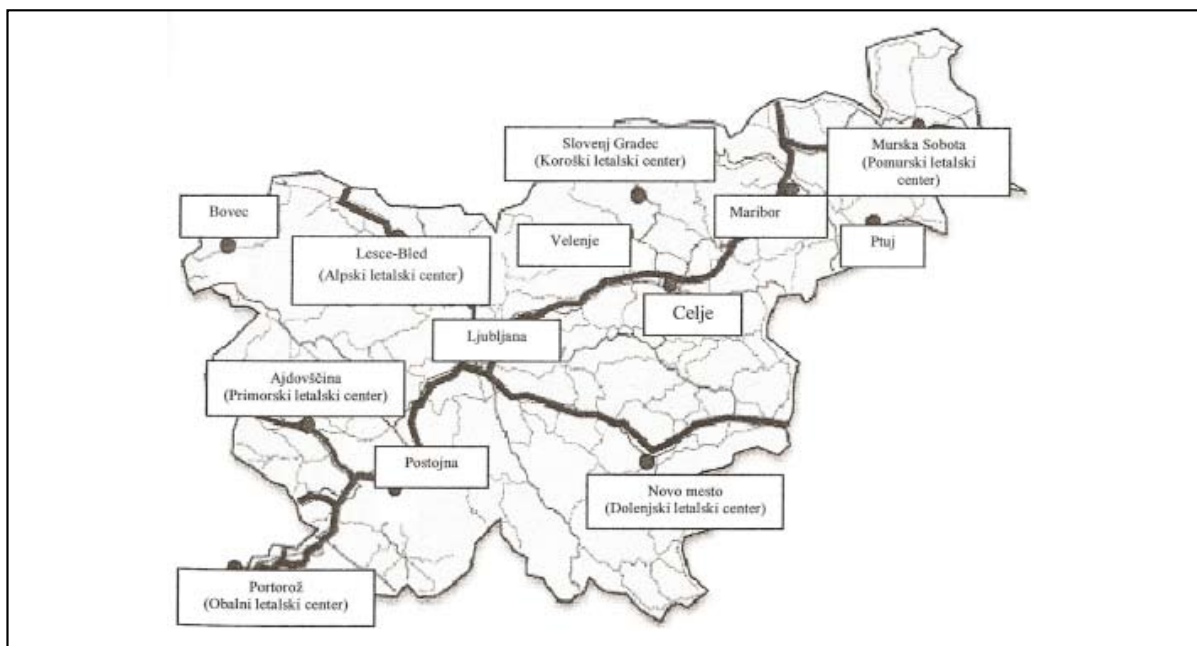 Slovenj Gradec
(Koroški letalski center)
Murska Sobota
(Pomurski letalski
center)
Bovec
Maribor
Velenje
Ptuj
Lesce-Bled
(Alpski letalski center)
Celje
Ljubljana
Ajdovščina
(Primorski letalski center)
Postojna
Novo mesto
(Dolenjski letalski center)
Portorož
(Obalni letalski center)